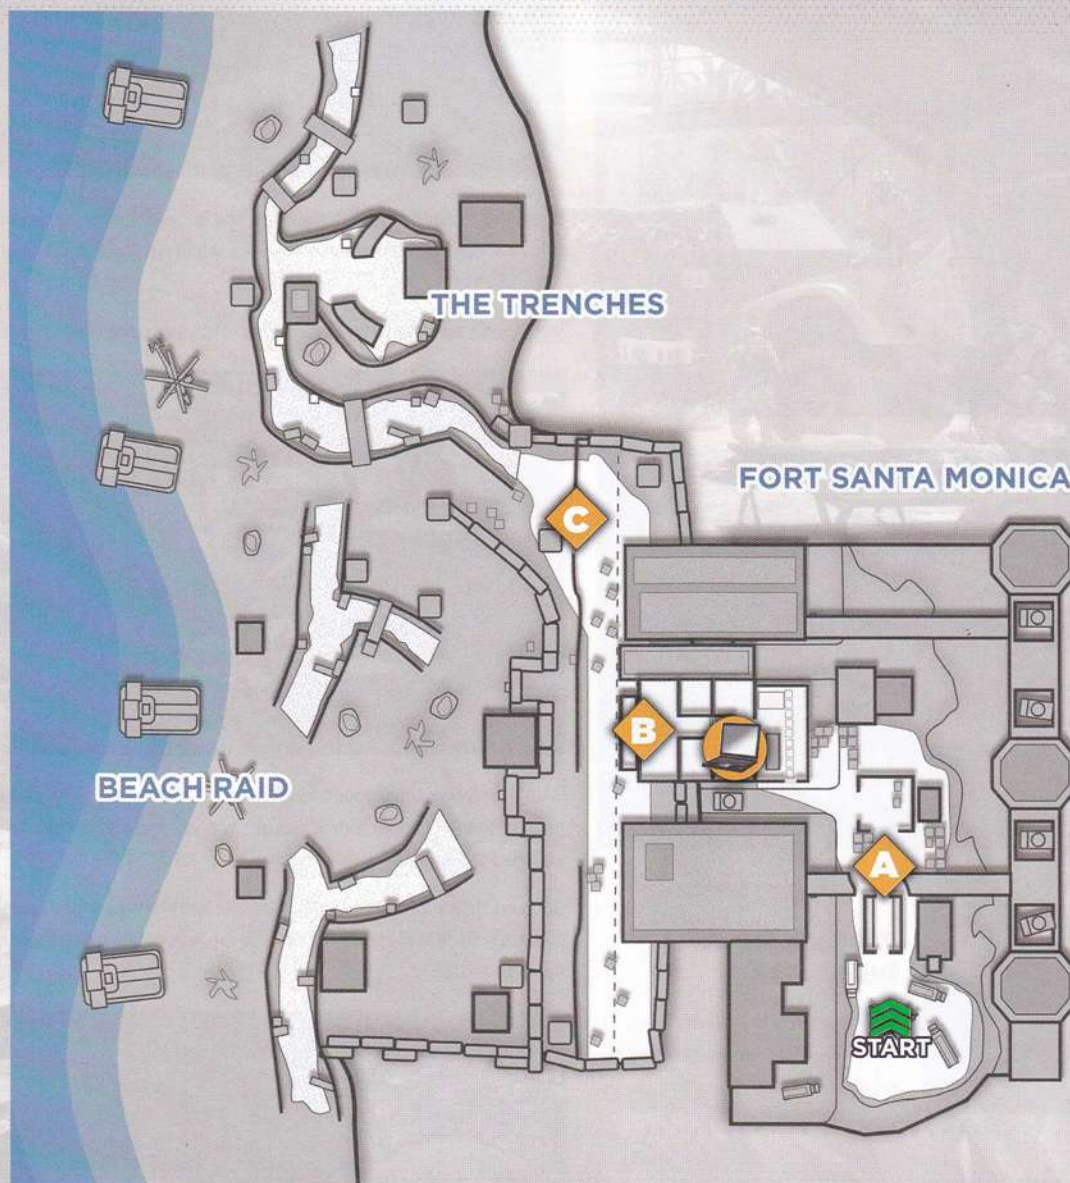 THE TRENCHES
FORT SANTA MONICA
C
B
BEACH RAID
A
START